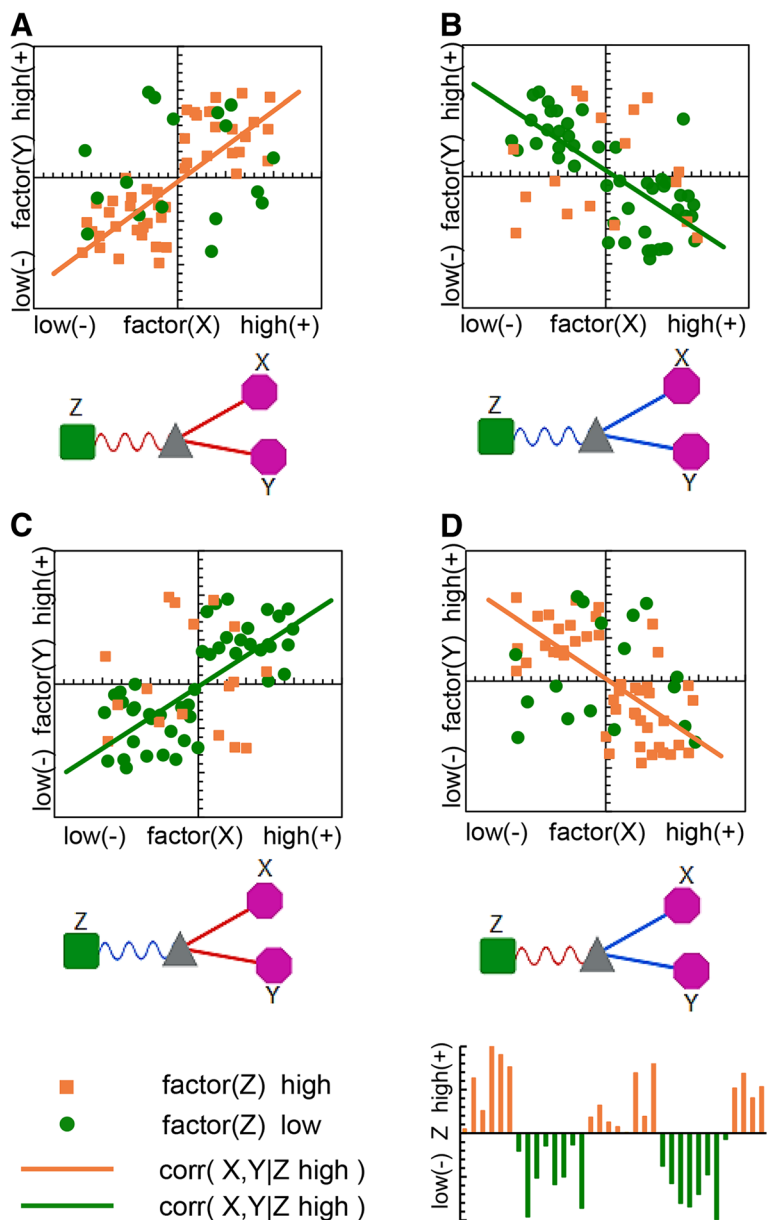 A
low(-) factor(Y) high(+)
low(-) factor(X) high(+)
X
Z
Y
B
low(-) factor(Y) high(+)
low(-) factor(X) high(+)
X
Z
Y
C
low(-) factor(Y) high(+)
low(-) factor(X) high(+)
X
Z
Y
D
low(-) factor(Y) high(+)
low(-) factor(X) high(+)
X
Z
Y
factor(Z) high
factor(Z) low
corr( X,Y|Z high )
corr( X,Y|Z high )
low(-) Z high(+)